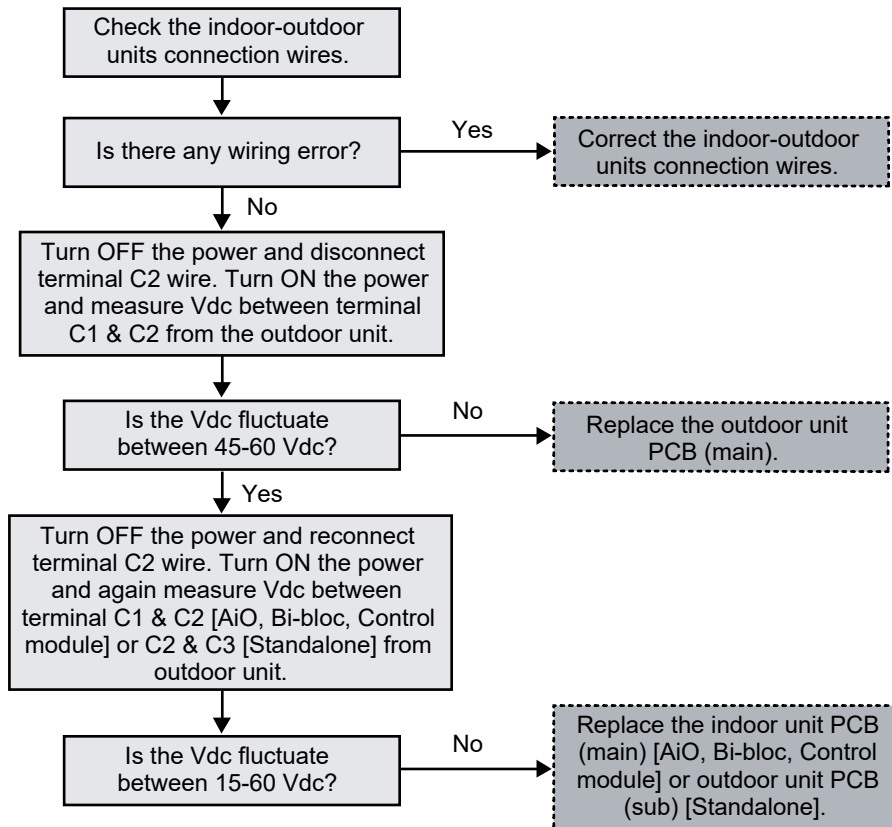 Check the indoor-outdoor
units connection wires.
Is there any wiring error?
Yes
Correct the indoor-outdoor
units connection wires.
No
Turn OFF the power and disconnect
terminal C2 wire. Turn ON the power
and measure Vdc between terminal
C1 & C2 from the outdoor unit.
Is the Vdc fluctuate
between 45-60 Vdc?
No
Replace the outdoor unit
PCB (main).
Yes
Turn OFF the power and reconnect
terminal C2 wire. Turn ON the power
and again measure Vdc between
terminal C1 & C2 [AiO, Bi-bloc, Control
module] or C2 & C3 [Standalone] from
outdoor unit.
Is the Vdc fluctuate
between 15-60 Vdc?
No
Replace the indoor unit PCB
(main) [AiO, Bi-bloc, Control
module] or outdoor unit PCB
(sub) [Standalone].